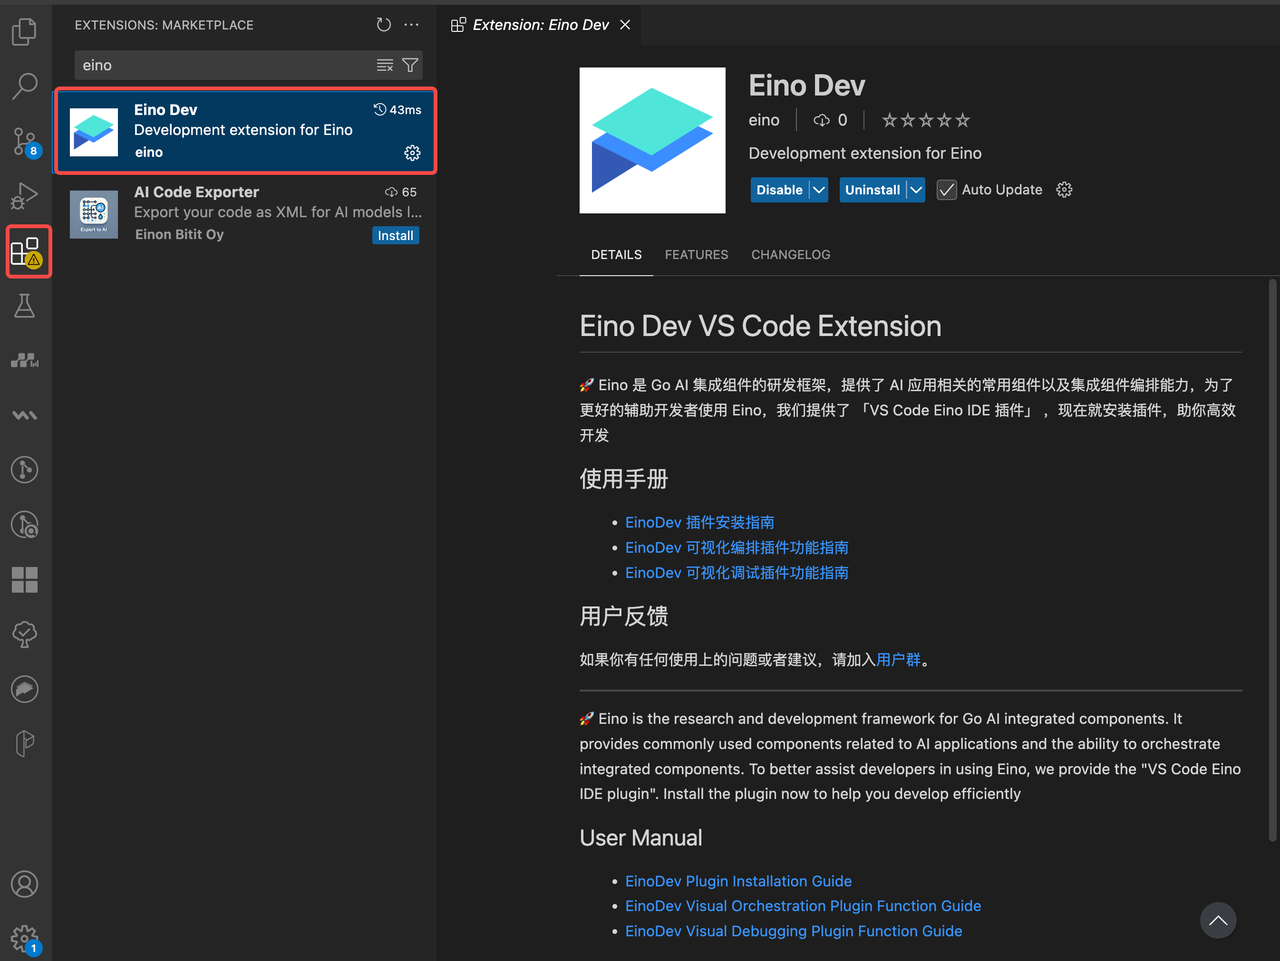 EXTENSIONS: MARKETPLACE
eino
Eino Dev
43ms
Development extension for Eino
eino
AI Code Exporter
65
Export your code as XML for AI models l...
Einon Bitit Oy
Install
Export to AI
8
1
Extension: Eino Dev
Eino Dev
eino
0
Development extension for Eino
Disable
Uninstall
Auto Update
DETAILS
FEATURES
CHANGELOG
Eino Dev VS Code Extension
🚀 Eino 是 Go AI 集成组件的研发框架，提供了 AI 应用相关的常用组件以及集成组件编排能力，为了
更好的辅助开发者使用 Eino，我们提供了 「VS Code Eino IDE 插件」 ，现在就安装插件，助你高效
开发
使用手册
• EinoDev 插件安装指南
• EinoDev 可视化编排插件功能指南
• EinoDev 可视化调试插件功能指南
用户反馈
如果你有任何使用上的问题或者建议，请加入用户群。
🚀 Eino is the research and development framework for Go AI integrated components. It
provides commonly used components related to AI applications and the ability to orchestrate
integrated components. To better assist developers in using Eino, we provide the "VS Code Eino
IDE plugin". Install the plugin now to help you develop efficiently
User Manual
• EinoDev Plugin Installation Guide
• EinoDev Visual Orchestration Plugin Function Guide
• EinoDev Visual Debugging Plugin Function Guide